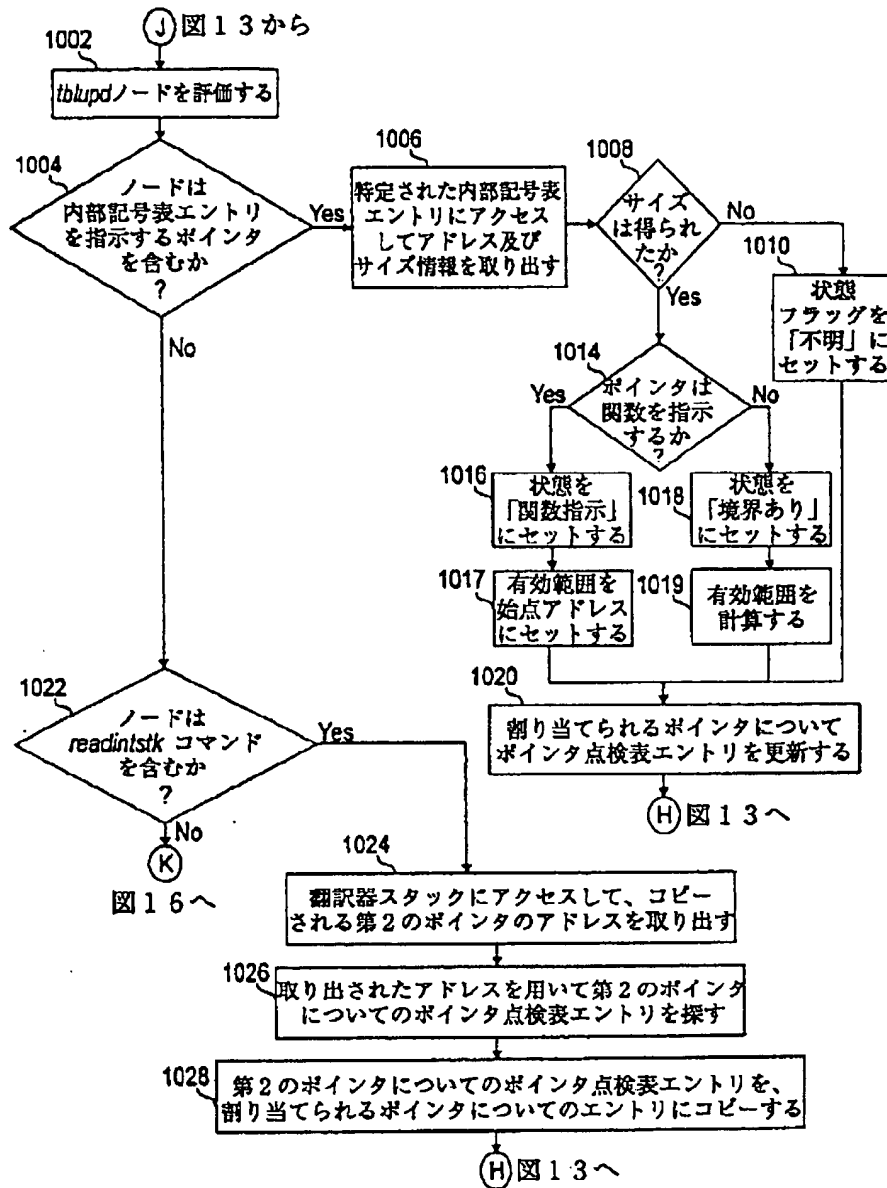 J 図13から
1002
tblupdノードを評価する
1004
ノードは
内部記号表エントリ
を指示するポインタ
を含むか
?
Yes
No
1006
特定された内部記号表
エントリにアクセス
してアドレス及び
サイズ情報を取り出す
1008
サイズ
は得られ
たか
?
No
Yes
1010
状態
フラッグを
「不明」に
セットする
1014
ポインタは
関数を指示
するか
?
Yes
No
1016
状態を
「関数指示」
にセットする
1018
状態を
「境界あり」
にセットする
1017
有効範囲を
始点アドレス
にセットする
1019
有効範囲を
計算する
1020
割り当てられるポインタについて
ポインタ点検表エントリを更新する
H 図13へ
1022
ノードは
readintstk コマンド
を含むか
?
Yes
No
K
図16へ
1024
翻訳器スタックにアクセスして、コピー
される第2のポインタのアドレスを取り出す
1026
取り出されたアドレスを用いて第2のポインタ
についてのポインタ点検表エントリを探す
1028
第2のポインタについてのポインタ点検表エントリを、
割り当てられるポインタについてのエントリにコピーする
H 図13へ